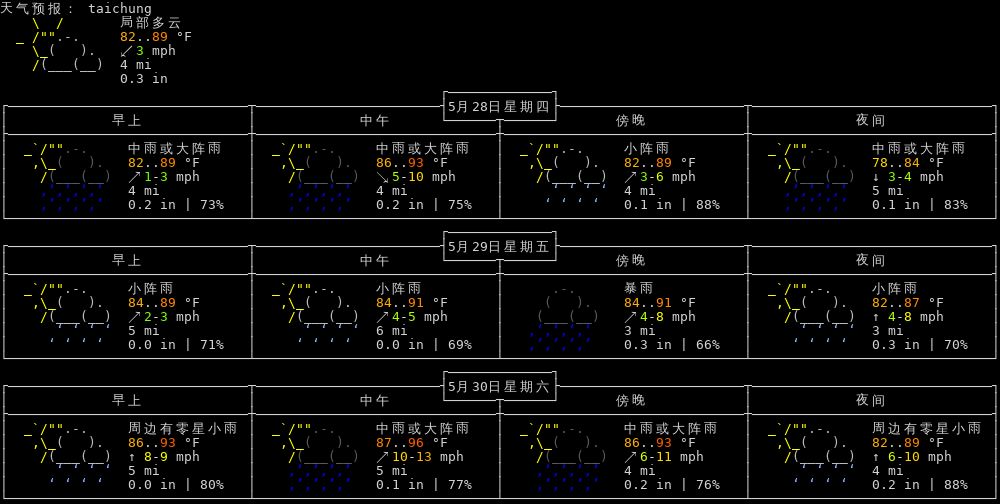 天气预报： taichung
局部多云
82..89 °F
↗ 3 mph
4 mi
0.3 in
5月28日星期四
早上 中午 傍晚 夜间
中雨或大阵雨 中雨或大阵雨 小阵雨 中雨或大阵雨
82..89 °F 86..93 °F 82..89 °F 78..84 °F
↗ 1-3 mph ↘ 5-10 mph ↗ 3-6 mph ↓ 3-4 mph
4 mi 4 mi 4 mi 5 mi
0.2 in | 73% 0.2 in | 75% 0.1 in | 88% 0.1 in | 83%
5月29日星期五
早上 中午 傍晚 夜间
小阵雨 小阵雨 暴雨 小阵雨
84..89 °F 84..91 °F 84..91 °F 82..87 °F
↗ 2-3 mph ↗ 4-5 mph ↗ 4-8 mph ↑ 4-8 mph
5 mi 6 mi 3 mi 3 mi
0.0 in | 71% 0.0 in | 69% 0.3 in | 66% 0.3 in | 70%
5月30日星期六
早上 中午 傍晚 夜间
周边有零星小雨 中雨或大阵雨 中雨或大阵雨 周边有零星小雨
86..93 °F 87..96 °F 86..93 °F 82..89 °F
↑ 8-9 mph ↗ 10-13 mph ↗ 6-11 mph ↑ 6-10 mph
5 mi 5 mi 4 mi 4 mi
0.0 in | 80% 0.1 in | 77% 0.2 in | 76% 0.2 in | 88%